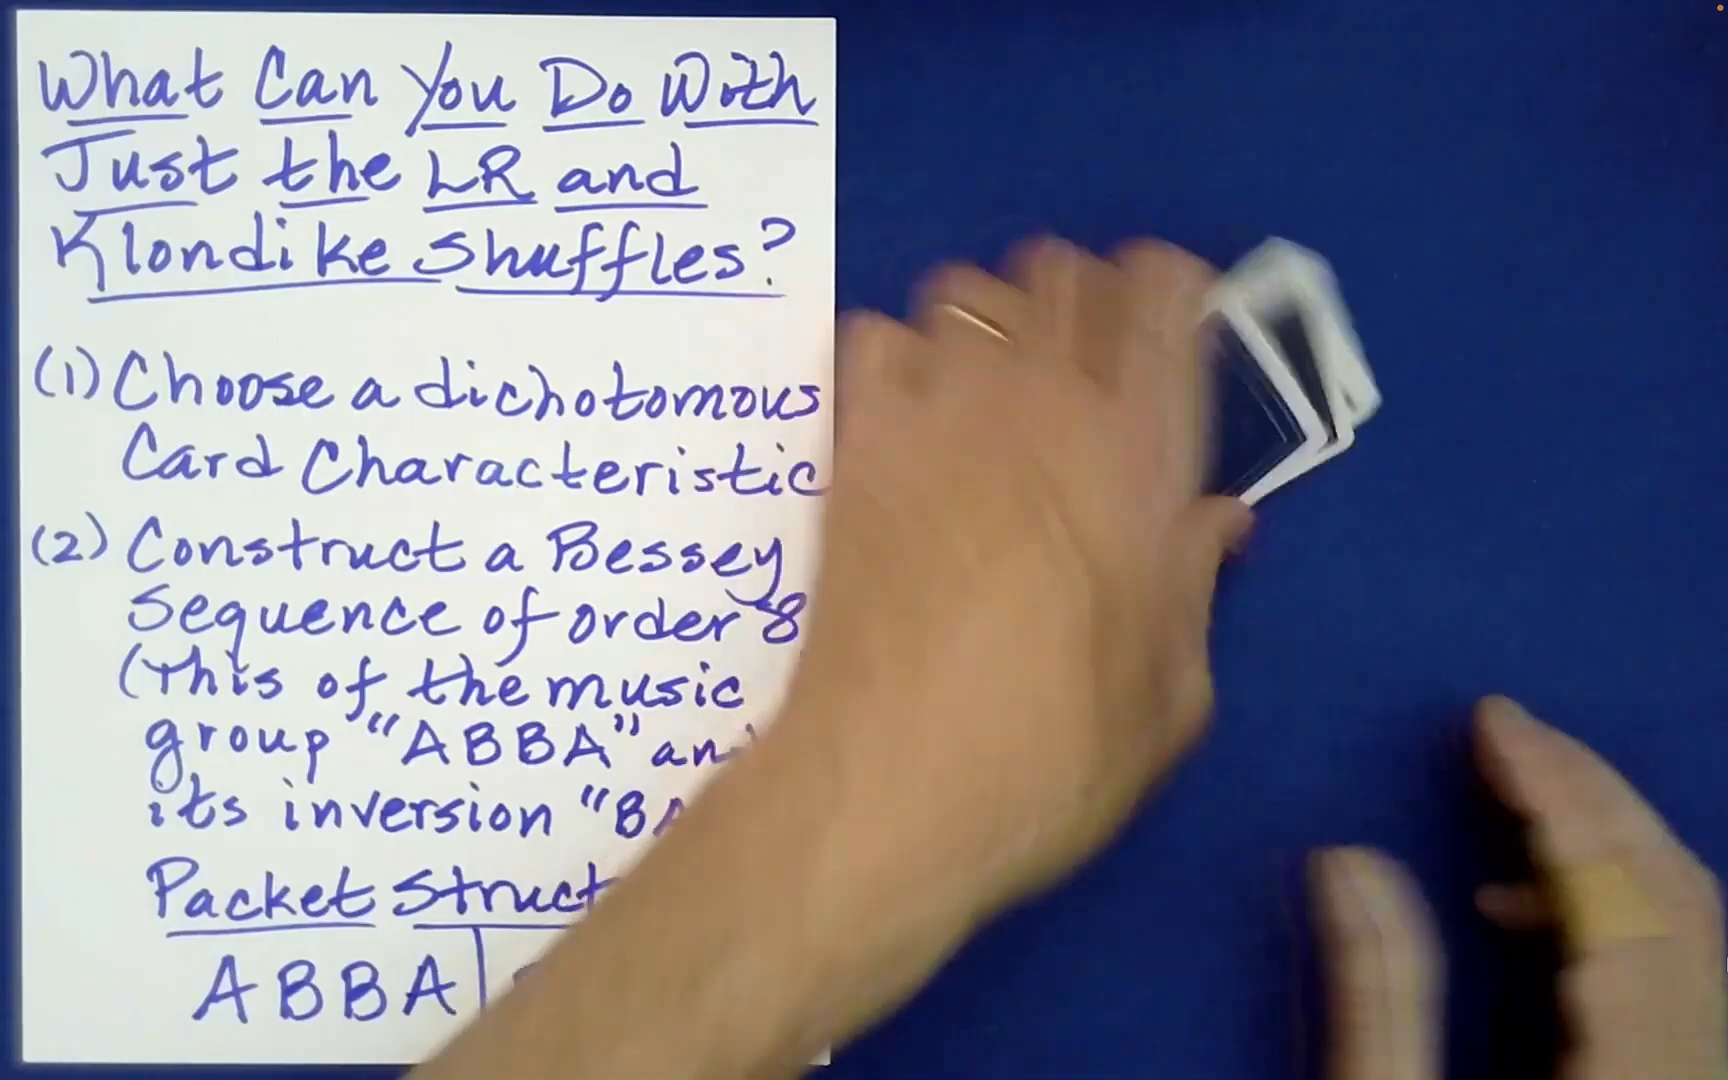 What Can You Do With
Just the LR and
Klondike Shuffles?
(1) Choose a dichotomous
Card Characteristic
(2) Construct a Bessey
Sequence of order 8
(This of the music
group "ABBA"
its inversion
Packet
ABBA|